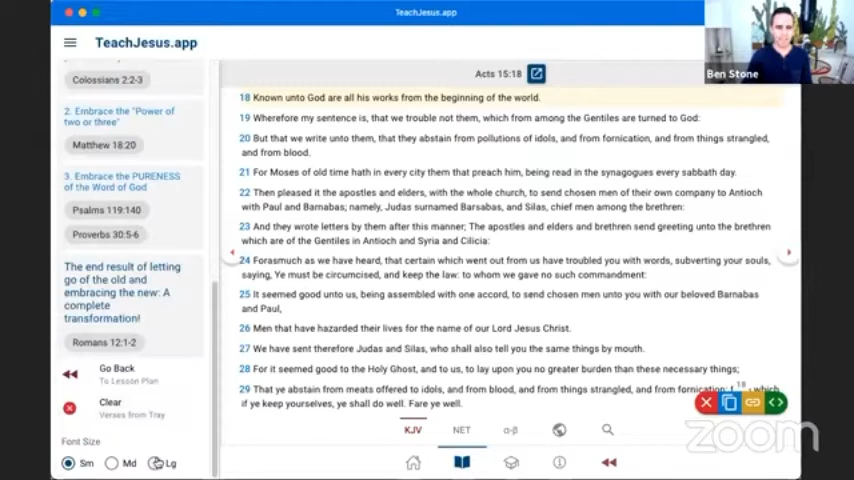 TeachJesus.app
TeachJesus.app
Ben Stone
Colossians 2:2-3
2. Embrace the "Power of
two or three"
Matthew 18:20
3. Embrace the PURENESS
of the Word of God
Psalms 119:140
Proverbs 30:5-6
The end result of letting
go of the old and
embracing the new: A
complete
transformation!
Romans 12:1-2
Go Back
To Lesson Plan
Clear
Verses from Tray
Font Size
Sm Md Lg
Acts 15:18
18 Known unto God are all his works from the beginning of the world.
19 Wherefore my sentence is, that we trouble not them, which from among the Gentiles are turned to God:
20 But that we write unto them, that they abstain from pollutions of idols, and from fornication, and from things strangled,
and from blood.
21 For Moses of old time hath in every city them that preach him, being read in the synagogues every sabbath day.
22 Then pleased it the apostles and elders, with the whole church, to send chosen men of their own company to Antioch
with Paul and Barnabas; namely, Judas surnamed Barsabas, and Silas, chief men among the brethren:
23 And they wrote letters by them after this manner; The apostles and elders and brethren send greeting unto the brethren
which are of the Gentiles in Antioch and Syria and Cilicia:
24 Forasmuch as we have heard, that certain which went out from us have troubled you with words, subverting your souls,
saying, Ye must be circumcised, and keep the law: to whom we gave no such commandment:
25 It seemed good unto us, being assembled with one accord, to send chosen men unto you with our beloved Barnabas
and Paul,
26 Men that have hazarded their lives for the name of our Lord Jesus Christ.
27 We have sent therefore Judas and Silas, who shall also tell you the same things by mouth.
28 For it seemed good to the Holy Ghost, and to us, to lay upon you no greater burden than these necessary things;
29 That ye abstain from meats offered to idols, and from blood, and from things strangled, and from fornication: which
if ye keep yourselves, ye shall do well. Fare ye well.
18
KJV NET α-β
zoom